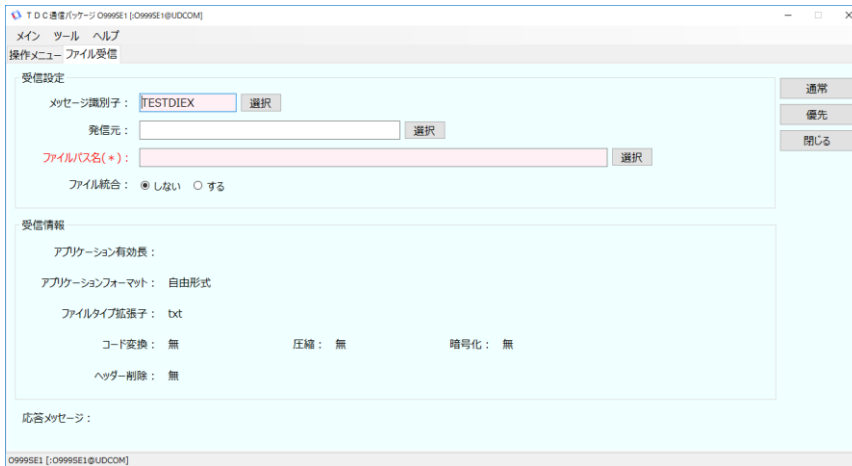 TDC通信パッケージ O999SE1 [:O999SE1@UDCOM]
メイン ツール ヘルプ
操作メニュー ファイル受信
受信設定
メッセージ識別子： TESTDIEX 選択
発信元： 選択
ファイルパス名(*)： 選択
ファイル統合： しない する
通常
優先
閉じる
受信情報
アプリケーション有効長：
アプリケーションフォーマット： 自由形式
ファイルタイプ拡張子： txt
コード変換： 無 圧縮： 無 暗号化： 無
ヘッダー削除： 無
応答メッセージ：
O999SE1 [:O999SE1@UDCOM]